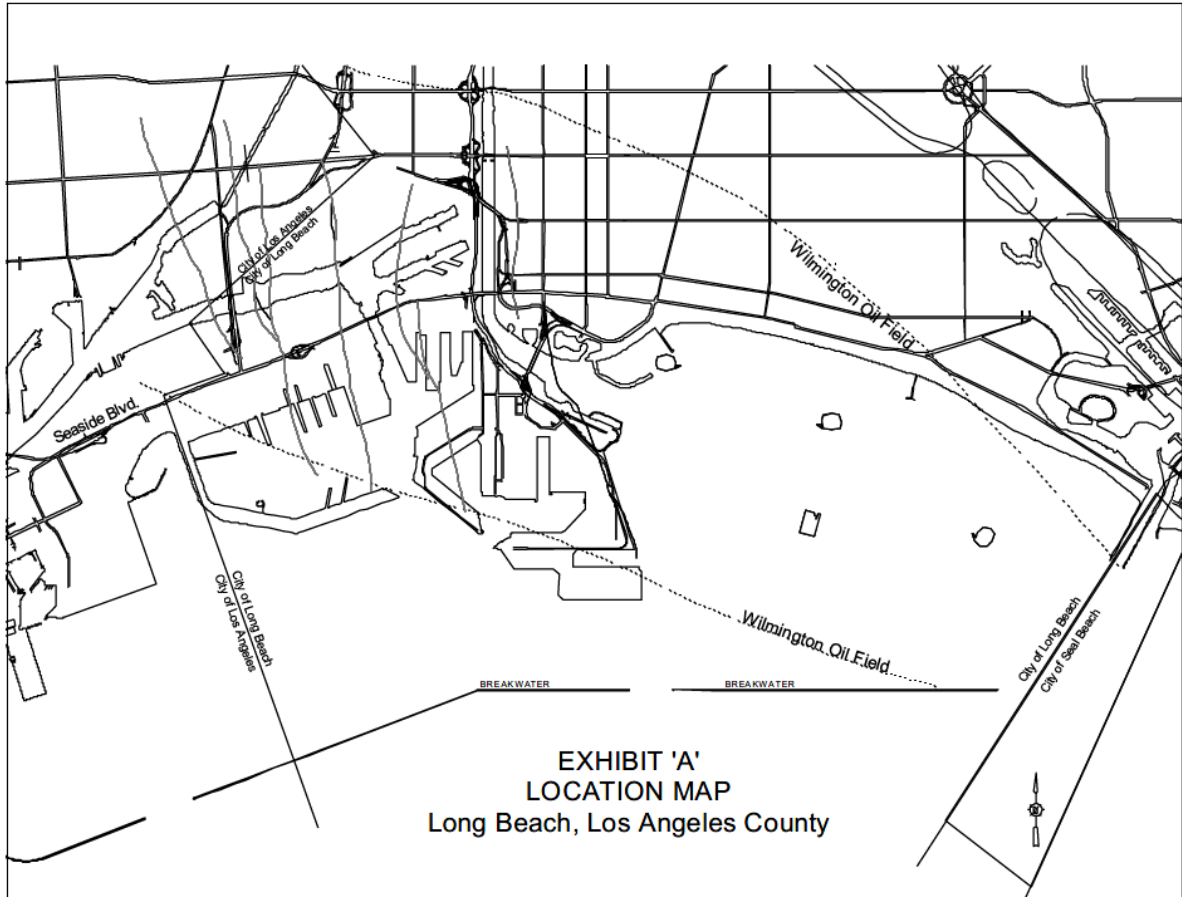 City of Los Angeles
City of Long Beach
Wilmington Oil Field
Seaside Blvd.
City of Long Beach
City of Los Angeles
Wilmington Oil Field
City of Long Beach
City of Seal Beach
BREAKWATER
BREAKWATER
EXHIBIT 'A'
LOCATION MAP
Long Beach, Los Angeles County